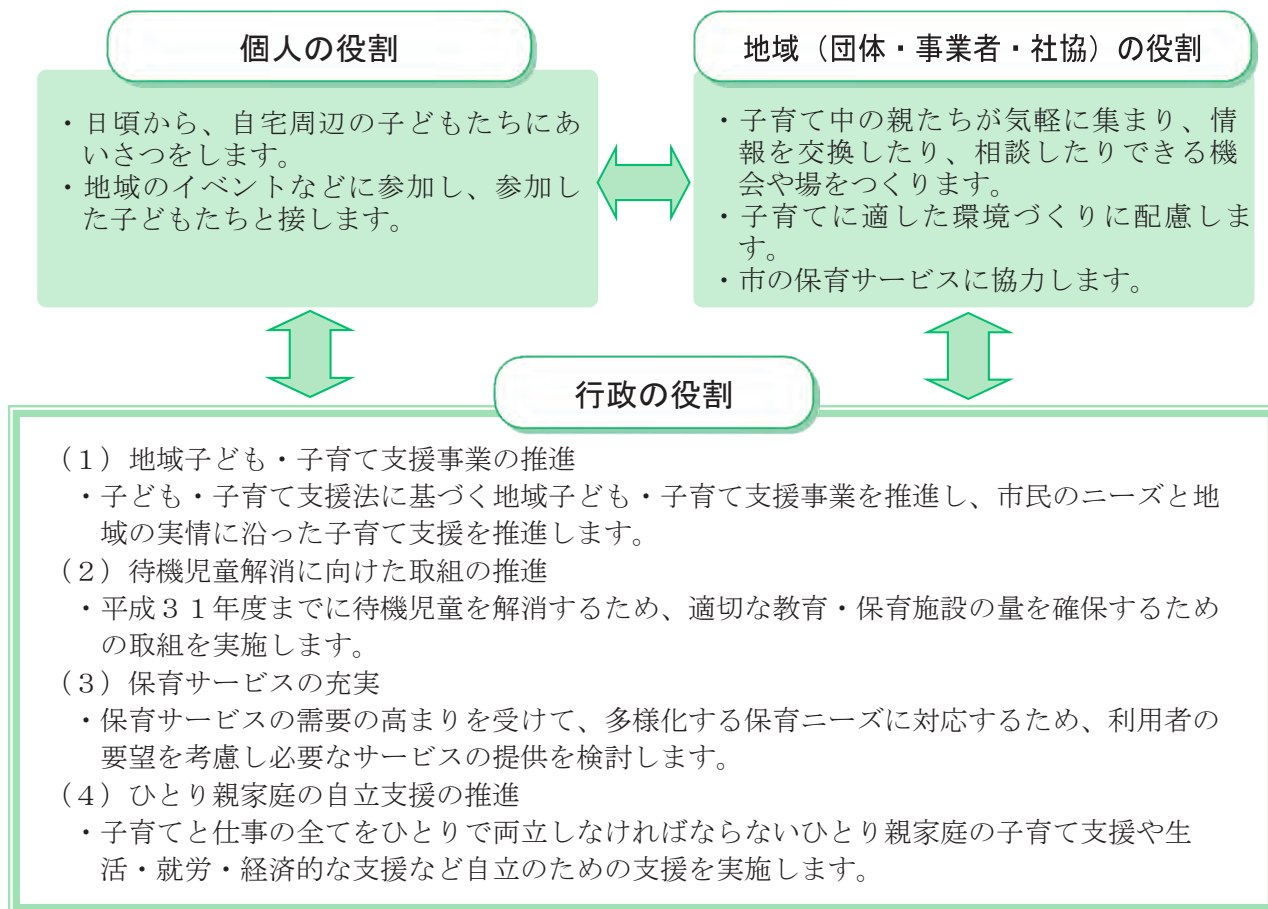 個人の役割
・日頃から、自宅周辺の子どもたちにあ
いさつをします。
・地域のイベントなどに参加し、参加し
た子どもたちと接します。
地域（団体・事業者・社協）の役割
・子育て中の親たちが気軽に集まり、情
報を交換したり、相談したりできる機
会や場をつくります。
・子育てに適した環境づくりに配慮しま
す。
・市の保育サービスに協力します。
行政の役割
（１）地域子ども・子育て支援事業の推進
・子ども・子育て支援法に基づく地域子ども・子育て支援事業を推進し、市民のニーズと地
域の実情に沿った子育て支援を推進します。
（２）待機児童解消に向けた取組の推進
・平成３１年度までに待機児童を解消するため、適切な教育・保育施設の量を確保するため
の取組を実施します。
（３）保育サービスの充実
・保育サービスの需要の高まりを受けて、多様化する保育ニーズに対応するため、利用者の
要望を考慮し必要なサービスの提供を検討します。
（４）ひとり親家庭の自立支援の推進
・子育てと仕事の全てをひとりで両立しなければならないひとり親家庭の子育て支援や生
活・就労・経済的な支援など自立のための支援を実施します。